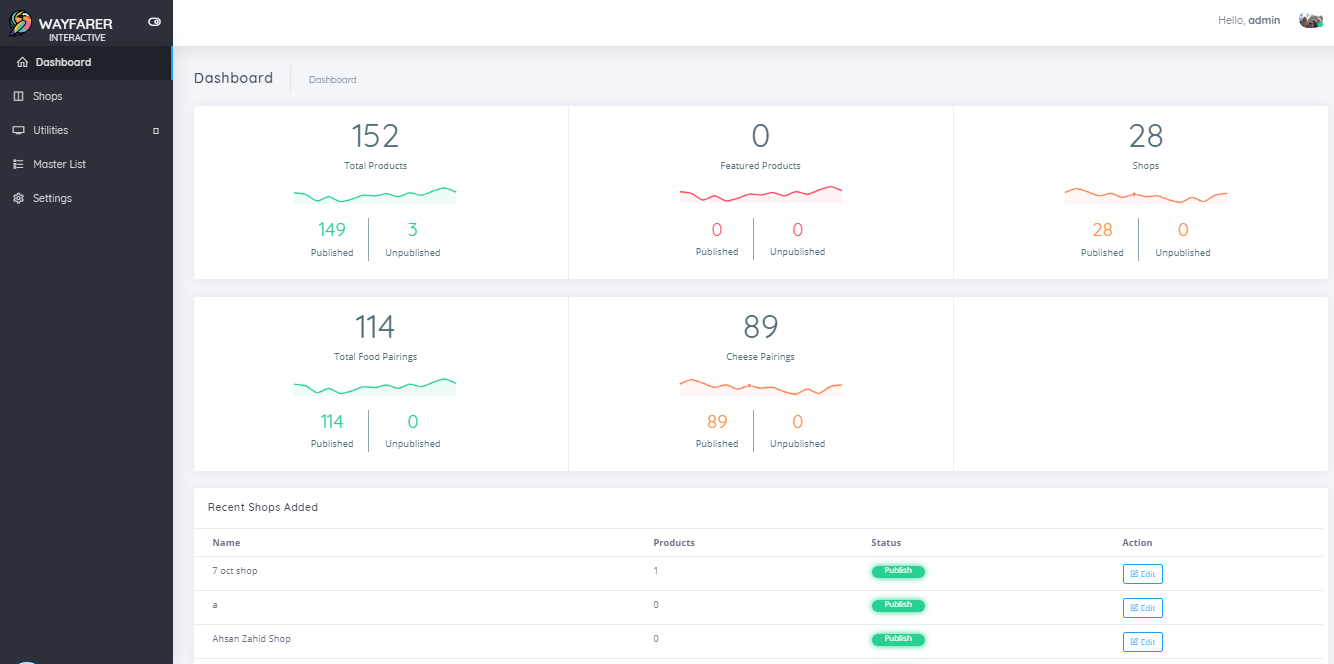 WAYFARER
INTERACTIVE
Hello, admin
Dashboard
Shops
Utilities
Master List
Settings
Dashboard
Dashboard
152
Total Products
149
Published
3
Unpublished
0
Featured Products
0
Published
0
Unpublished
28
Shops
28
Published
0
Unpublished
114
Total Food Pairings
114
Published
0
Unpublished
89
Cheese Pairings
89
Published
0
Unpublished
Recent Shops Added
Name Products Status Action
7 oct shop 1 Publish Edit
a 0 Publish Edit
Ahsan Zahid Shop 0 Publish Edit